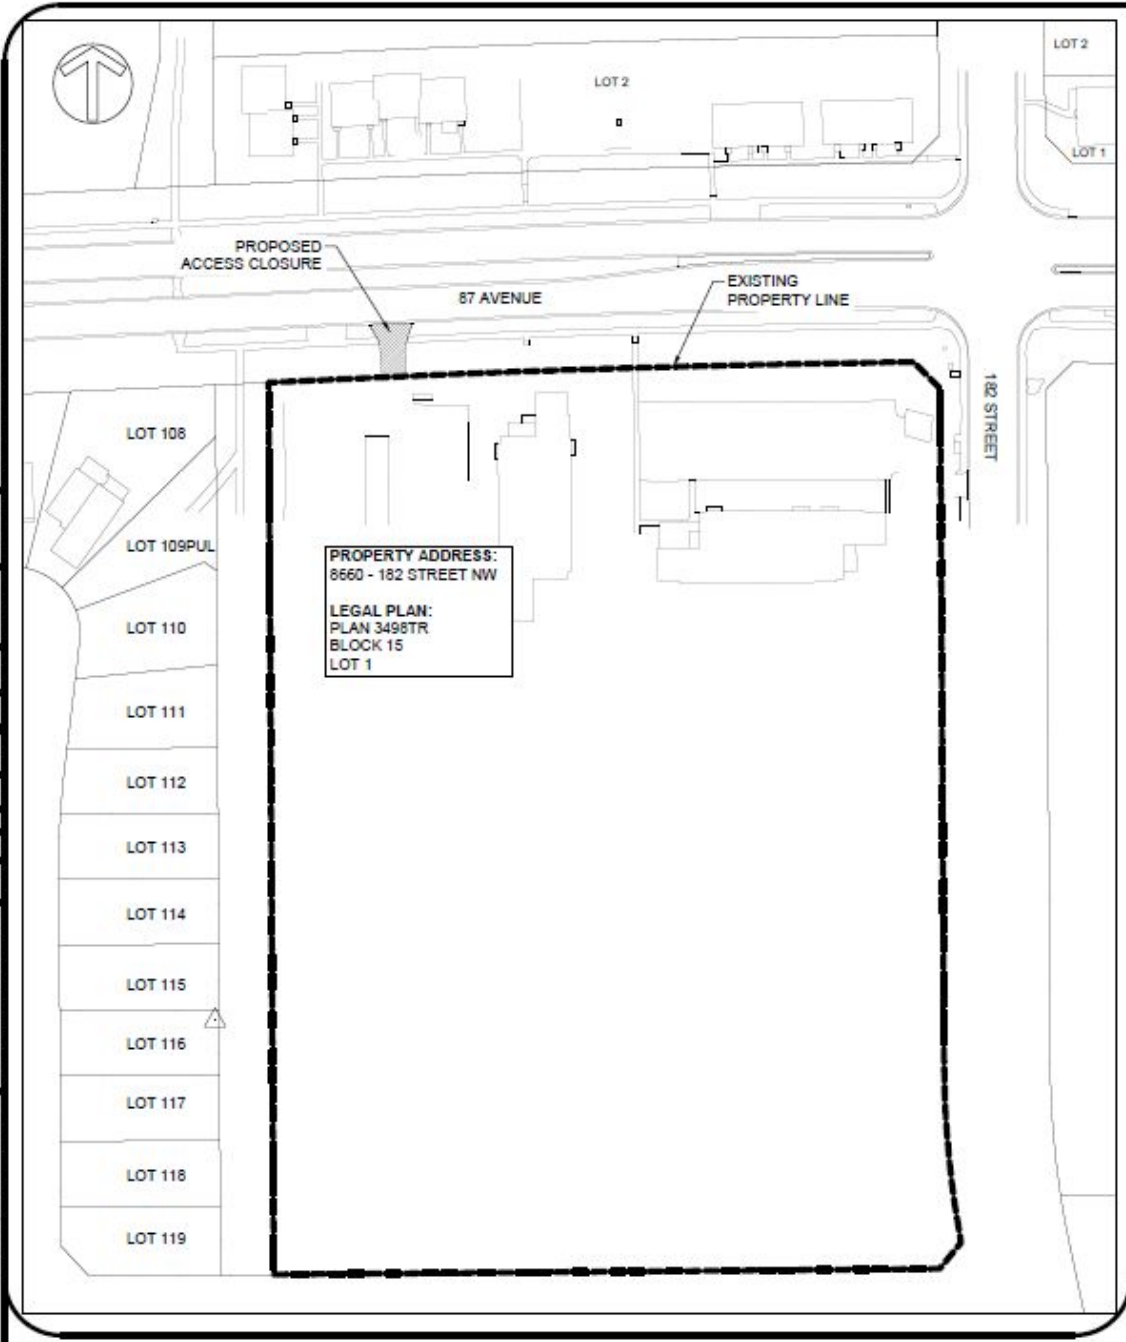 LOT 2
LOT 2
LOT 1
PROPOSED
ACCESS CLOSURE
87 AVENUE
EXISTING
PROPERTY LINE
182 STREET
LOT 108
LOT 109PUL
PROPERTY ADDRESS:
8660 - 182 STREET NW
LEGAL PLAN:
PLAN 3498TR
BLOCK 15
LOT 1
LOT 110
LOT 111
LOT 112
LOT 113
LOT 114
LOT 115
LOT 116
LOT 117
LOT 118
LOT 119